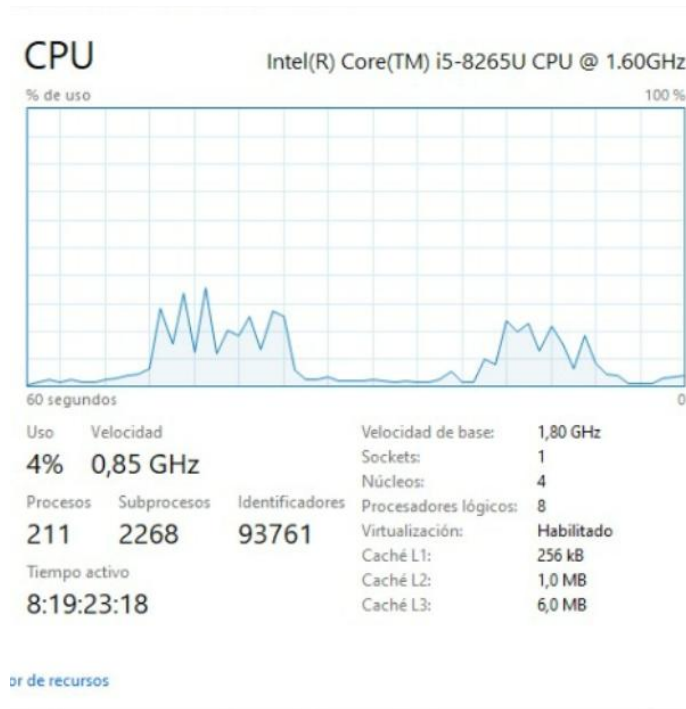 CPU Intel(R) Core(TM) i5-8265U CPU @ 1.60GHz
% de uso 100 %
60 segundos 0
Uso Velocidad
4% 0,85 GHz
Procesos Subprocesos Identificadores
211 2268 93761
Tiempo activo
8:19:23:18
Velocidad de base: 1,80 GHz
Sockets: 1
Núcleos: 4
Procesadores lógicos: 8
Virtualización: Habilitado
Caché L1: 256 kB
Caché L2: 1,0 MB
Caché L3: 6,0 MB
or de recursos